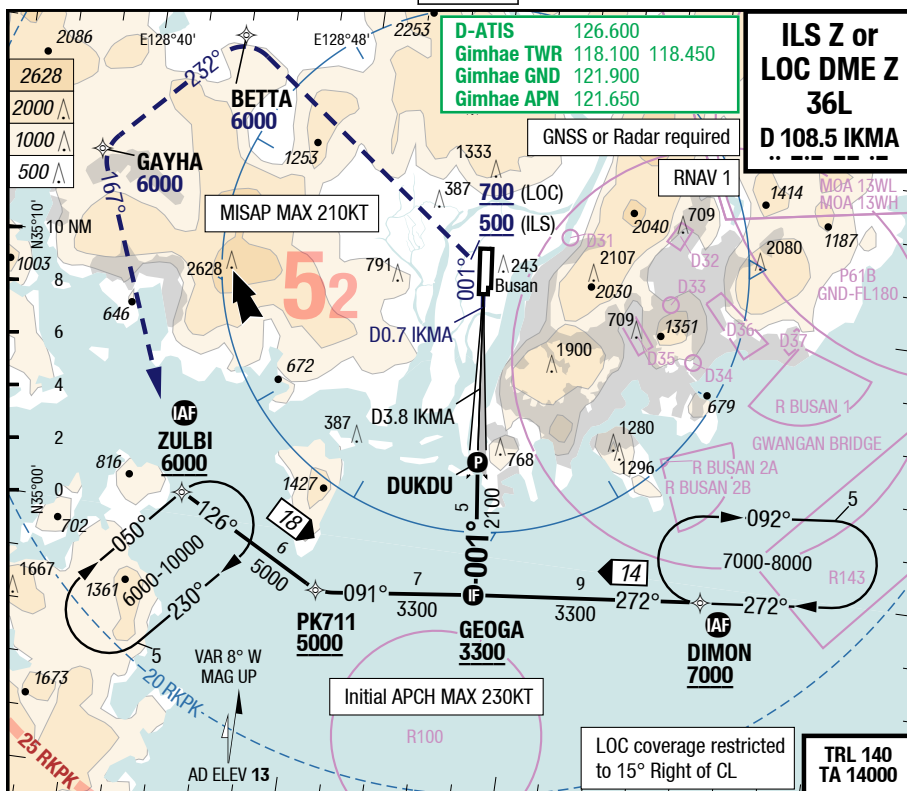 D-ATIS 126.600
Gimhae TWR 118.100 118.450
Gimhae GND 121.900
Gimhae APN 121.650
ILS Z or
LOC DME Z
36L
D 108.5 IKMA
GNSS or Radar required
RNAV 1
2086
E128°40'
E128°48'
2253
2628
2000
1000
500
232°
BETTA
6000
GAYHA
6000
167°
1253
1333
387
700 (LOC)
500 (ILS)
MISAP MAX 210KT
N35°10'
10 NM
8
6
4
2
0
N35°00'
1003
2628
52
791
001°
243
Busan
D0.7 IKMA
646
672
D3.8 IKMA
387
1427
816
702
1667
1361
1673
D31
2040
709
D32
2107
2030
D33
709
1351
D35
D34
1900
D36
D37
2080
1414
MOA 13WL
MOA 13WH
1187
P61B
GND-FL180
679
R BUSAN 1
GWANGAN BRIDGE
1280
1296
R BUSAN 2A
R BUSAN 2B
768
IAF
ZULBI
6000
050°
6000-10000
230°
5
126°
6
5000
18
PK711
5000
091°
7
3300
P
DUKDU
5
2100
001°
IF
GEOGA
3300
14
9
3300
272°
092°
5
7000-8000
272°
R143
IAF
DIMON
7000
VAR 8° W
MAG UP
AD ELEV 13
20 RKPK
25 RKPK
Initial APCH MAX 230KT
R100
LOC coverage restricted
to 15° Right of CL
TRL 140
TA 14000